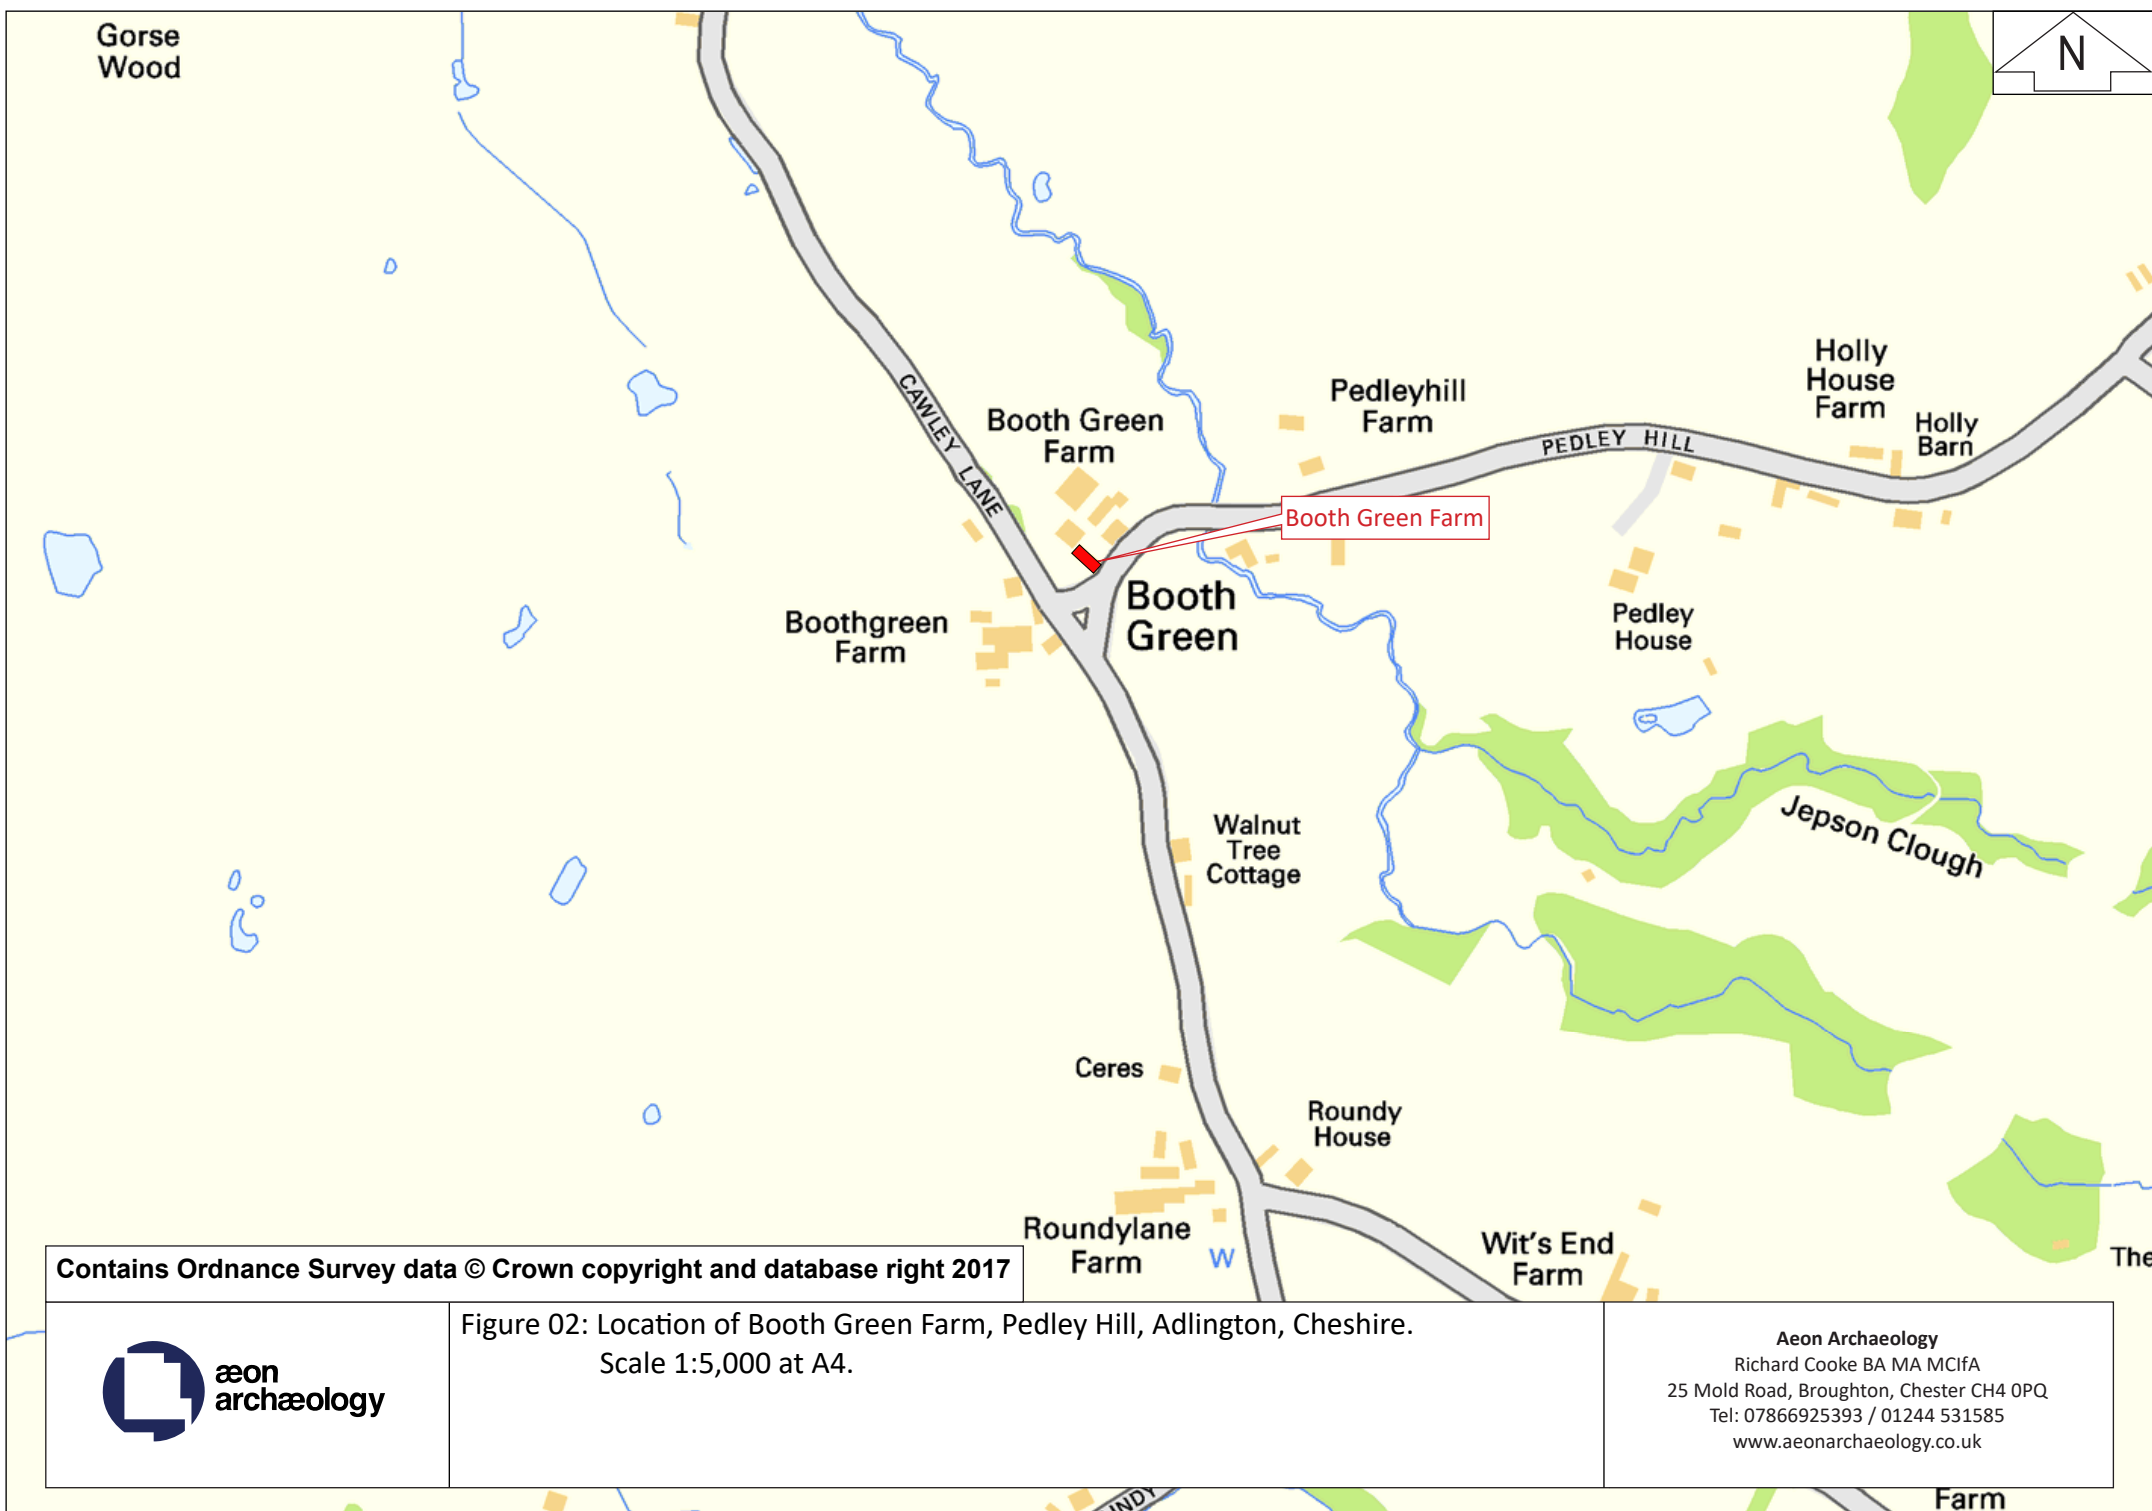 Gorse
Wood
N
CAWLEY LANE
Booth Green
Farm
Pedleyhill
Farm
PEDLEY HILL
Holly
House
Farm
Holly
Barn
Booth Green Farm
Booth
Green
Boothgreen
Farm
Pedley
House
Walnut
Tree
Cottage
Jepson Clough
Ceres
Roundy
House
Roundylane
Farm
W
Wit's End
Farm
The
Contains Ordnance Survey data © Crown copyright and database right 2017
æon
archæology
Figure 02: Location of Booth Green Farm, Pedley Hill, Adlington, Cheshire.
Scale 1:5,000 at A4.
Aeon Archaeology
Richard Cooke BA MA MCIfA
25 Mold Road, Broughton, Chester CH4 0PQ
Tel: 07866925393 / 01244 531585
www.aeonarchaeology.co.uk
Farm